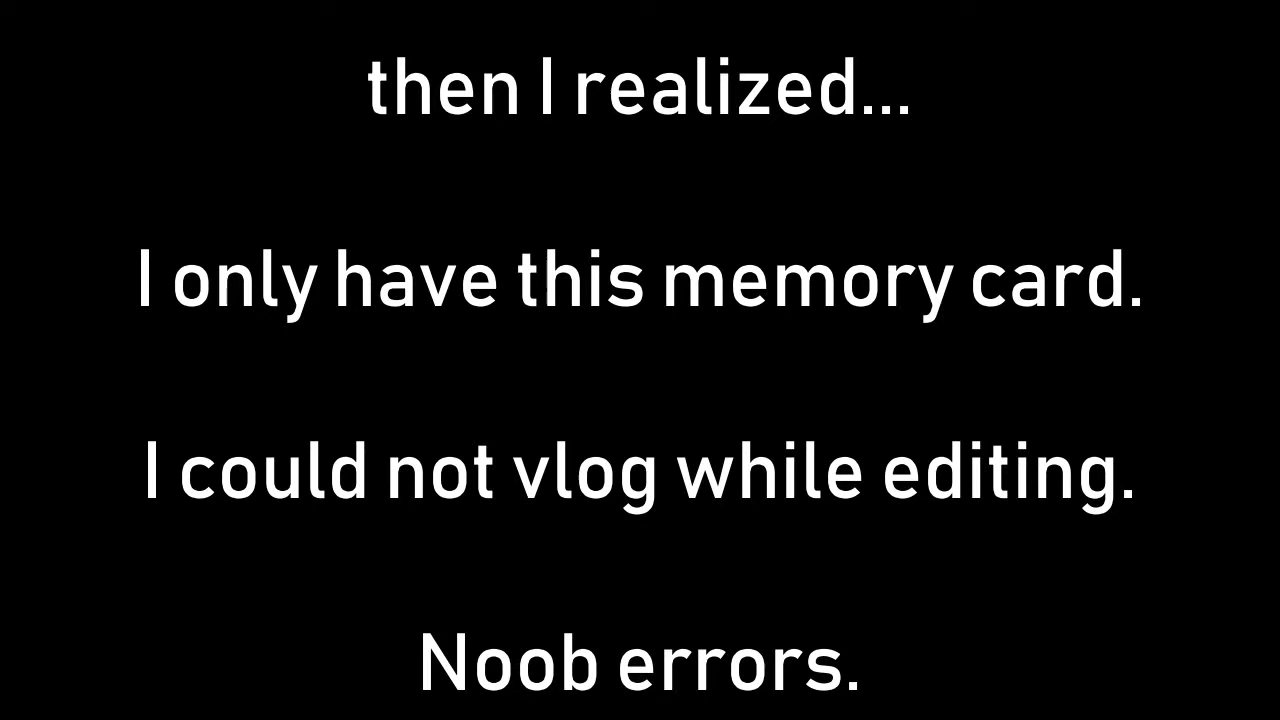 then I realized...
I only have this memory card.
I could not vlog while editing.
Noob errors.